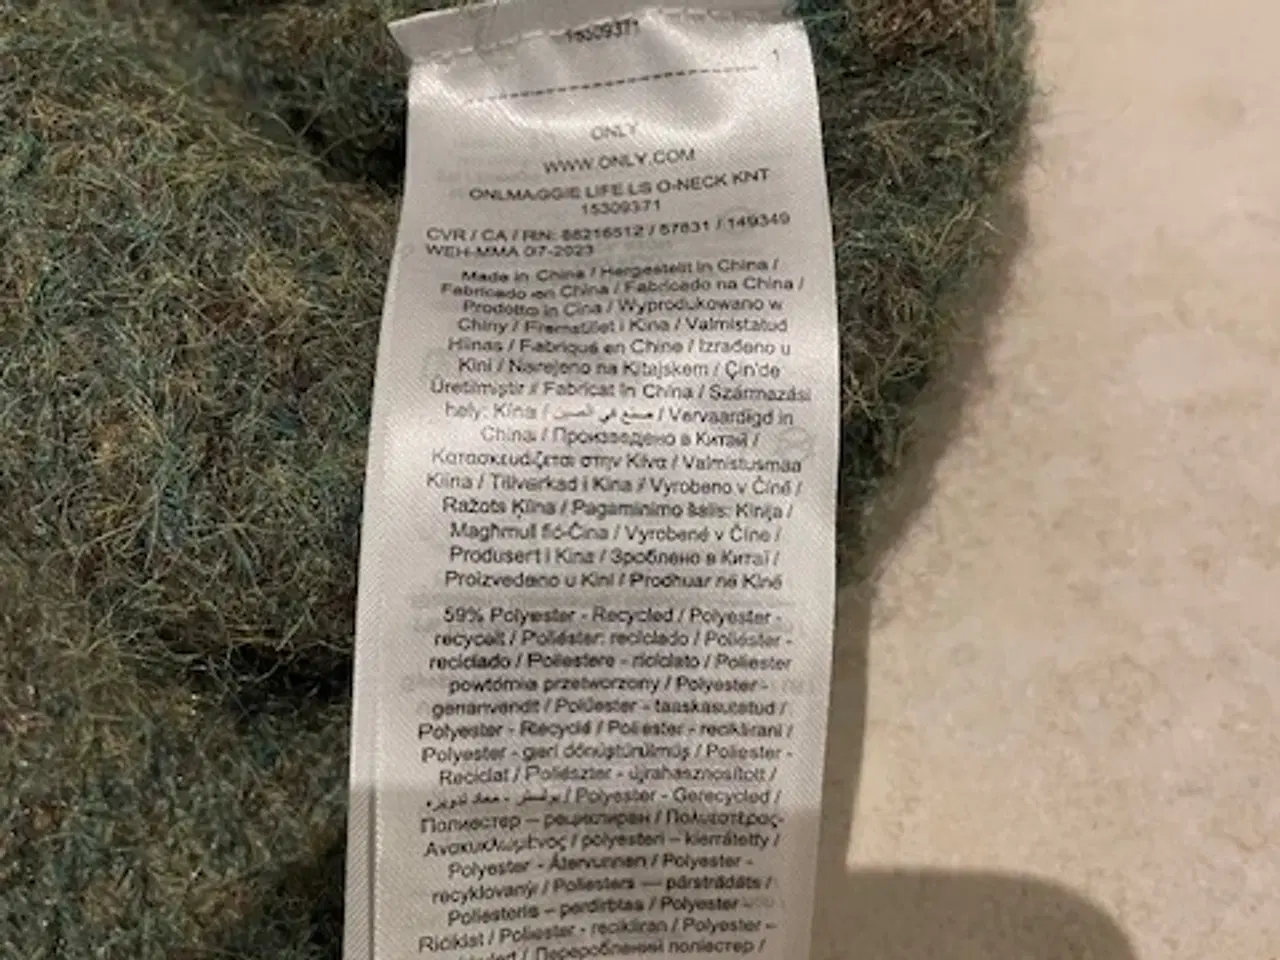 15309371
1
ONLY
WWW.ONLY.COM
ONLMAGGIE LIFE LS O-NECK KNT
15309371
CVR / CA / RN: 88216512 / 57831 / 149349
WEH-MMA 07-2023
Made in China / Hergestellt in China /
Fabricado en China / Fabricado na China /
Prodotto in Cina / Wyprodukowano w
Chiny / Fremstillet i Kina / Valmistatud
Hiinas / Fabriqué en Chine / Izrađeno u
Kini / Narejeno na Kitajskem / Çin'de
Üretilmiştir / Fabricat în China / Származási
hely: Kína / صنع في الصين / Vervaardigd in
China / Произведено в Китай /
Κατασκευάζεται στην Κίνα / Valmistusmaa
Kiina / Tillverkad i Kina / Vyrobeno v Číně /
Ražots Ķīna / Pagaminimo šalis: Kinija /
Magħmul fiċ-Ċina / Vyrobené v Číne /
Produsert i Kina / Зроблено в Китаї /
Proizvedeno u Kini / Prodhuar në Kinë
59% Polyester - Recycled / Polyester -
recycelt / Poliéster: reciclado / Poliéster -
reciclado / Poliestere - riciclato / Poliester
powtórnia przetworzony / Polyester -
genanvendt / Polüester - taaskasutatud /
Polyester - Recyclé / Poliester - reciklirani /
Polyester - geri dönüştürülmüş / Poliester -
Reciclat / Poliészter - újrahasznosított /
بوليستر - معاد تدويره / Polyester - Gerecycled /
Полиестер – рециклиран / Πολυεστέρας-
Ανακυκλωμένος / polyesteri – kierrätetty /
Polyester - Återvunnen / Polyester -
recyklovaný / Poliesters — pārstrādāts /
Poliesteris – perdirbtas / Polyester
Riċiklat / Poliester - recikliran / Polyester –
/ Перероблений поліестер /